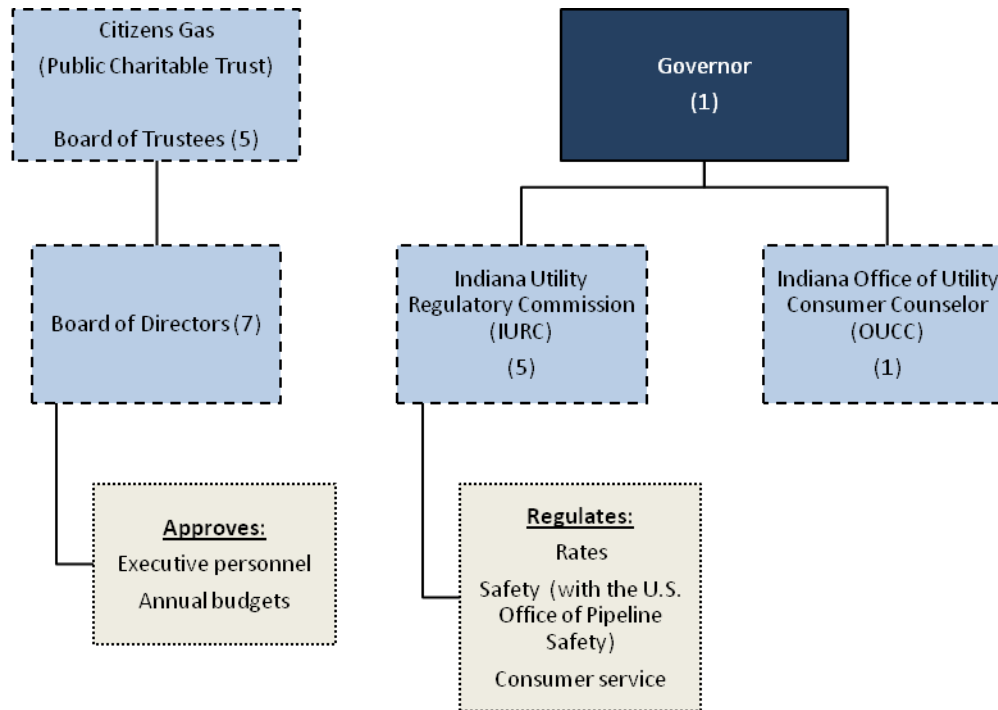 Citizens Gas
(Public Charitable Trust)
Board of Trustees (5)
Governor
(1)
Board of Directors (7)
Indiana Utility
Regulatory Commission
(IURC)
(5)
Indiana Office of Utility
Consumer Counselor
(OUCC)
(1)
Approves:
Executive personnel
Annual budgets
Regulates:
Rates
Safety (with the U.S.
Office of Pipeline
Safety)
Consumer service